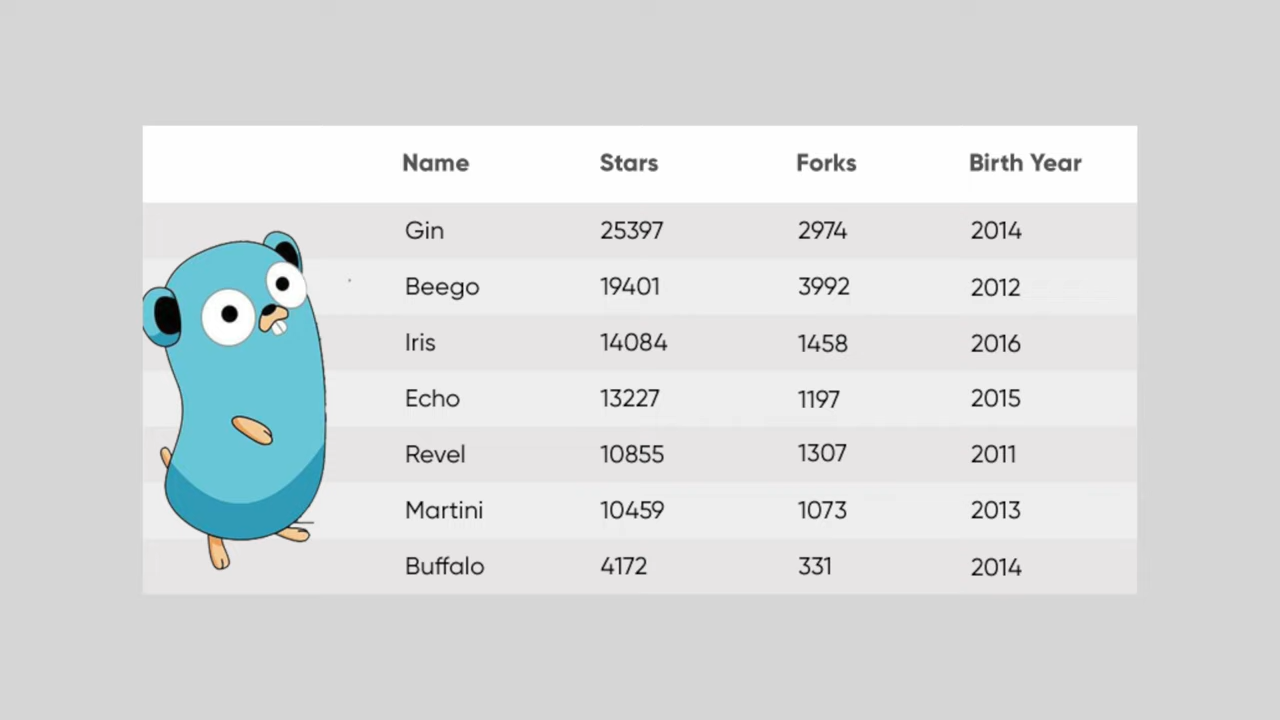 Name Stars Forks Birth Year
Gin 25397 2974 2014
Beego 19401 3992 2012
Iris 14084 1458 2016
Echo 13227 1197 2015
Revel 10855 1307 2011
Martini 10459 1073 2013
Buffalo 4172 331 2014